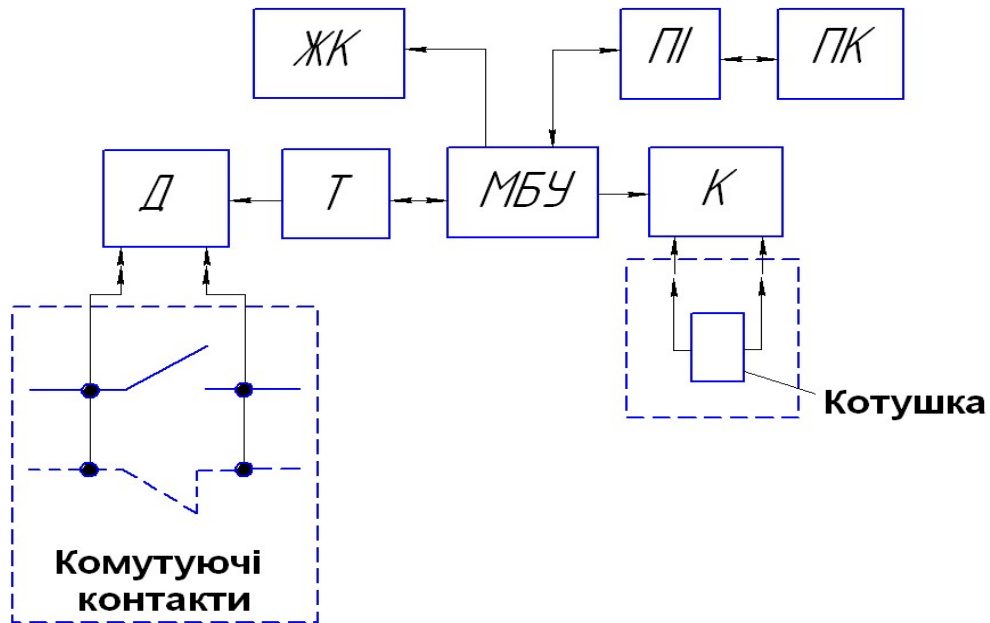 ЖК
ПІ
ПК
Д
Т
МБУ
К
Котушка
Комутуючі
контакти